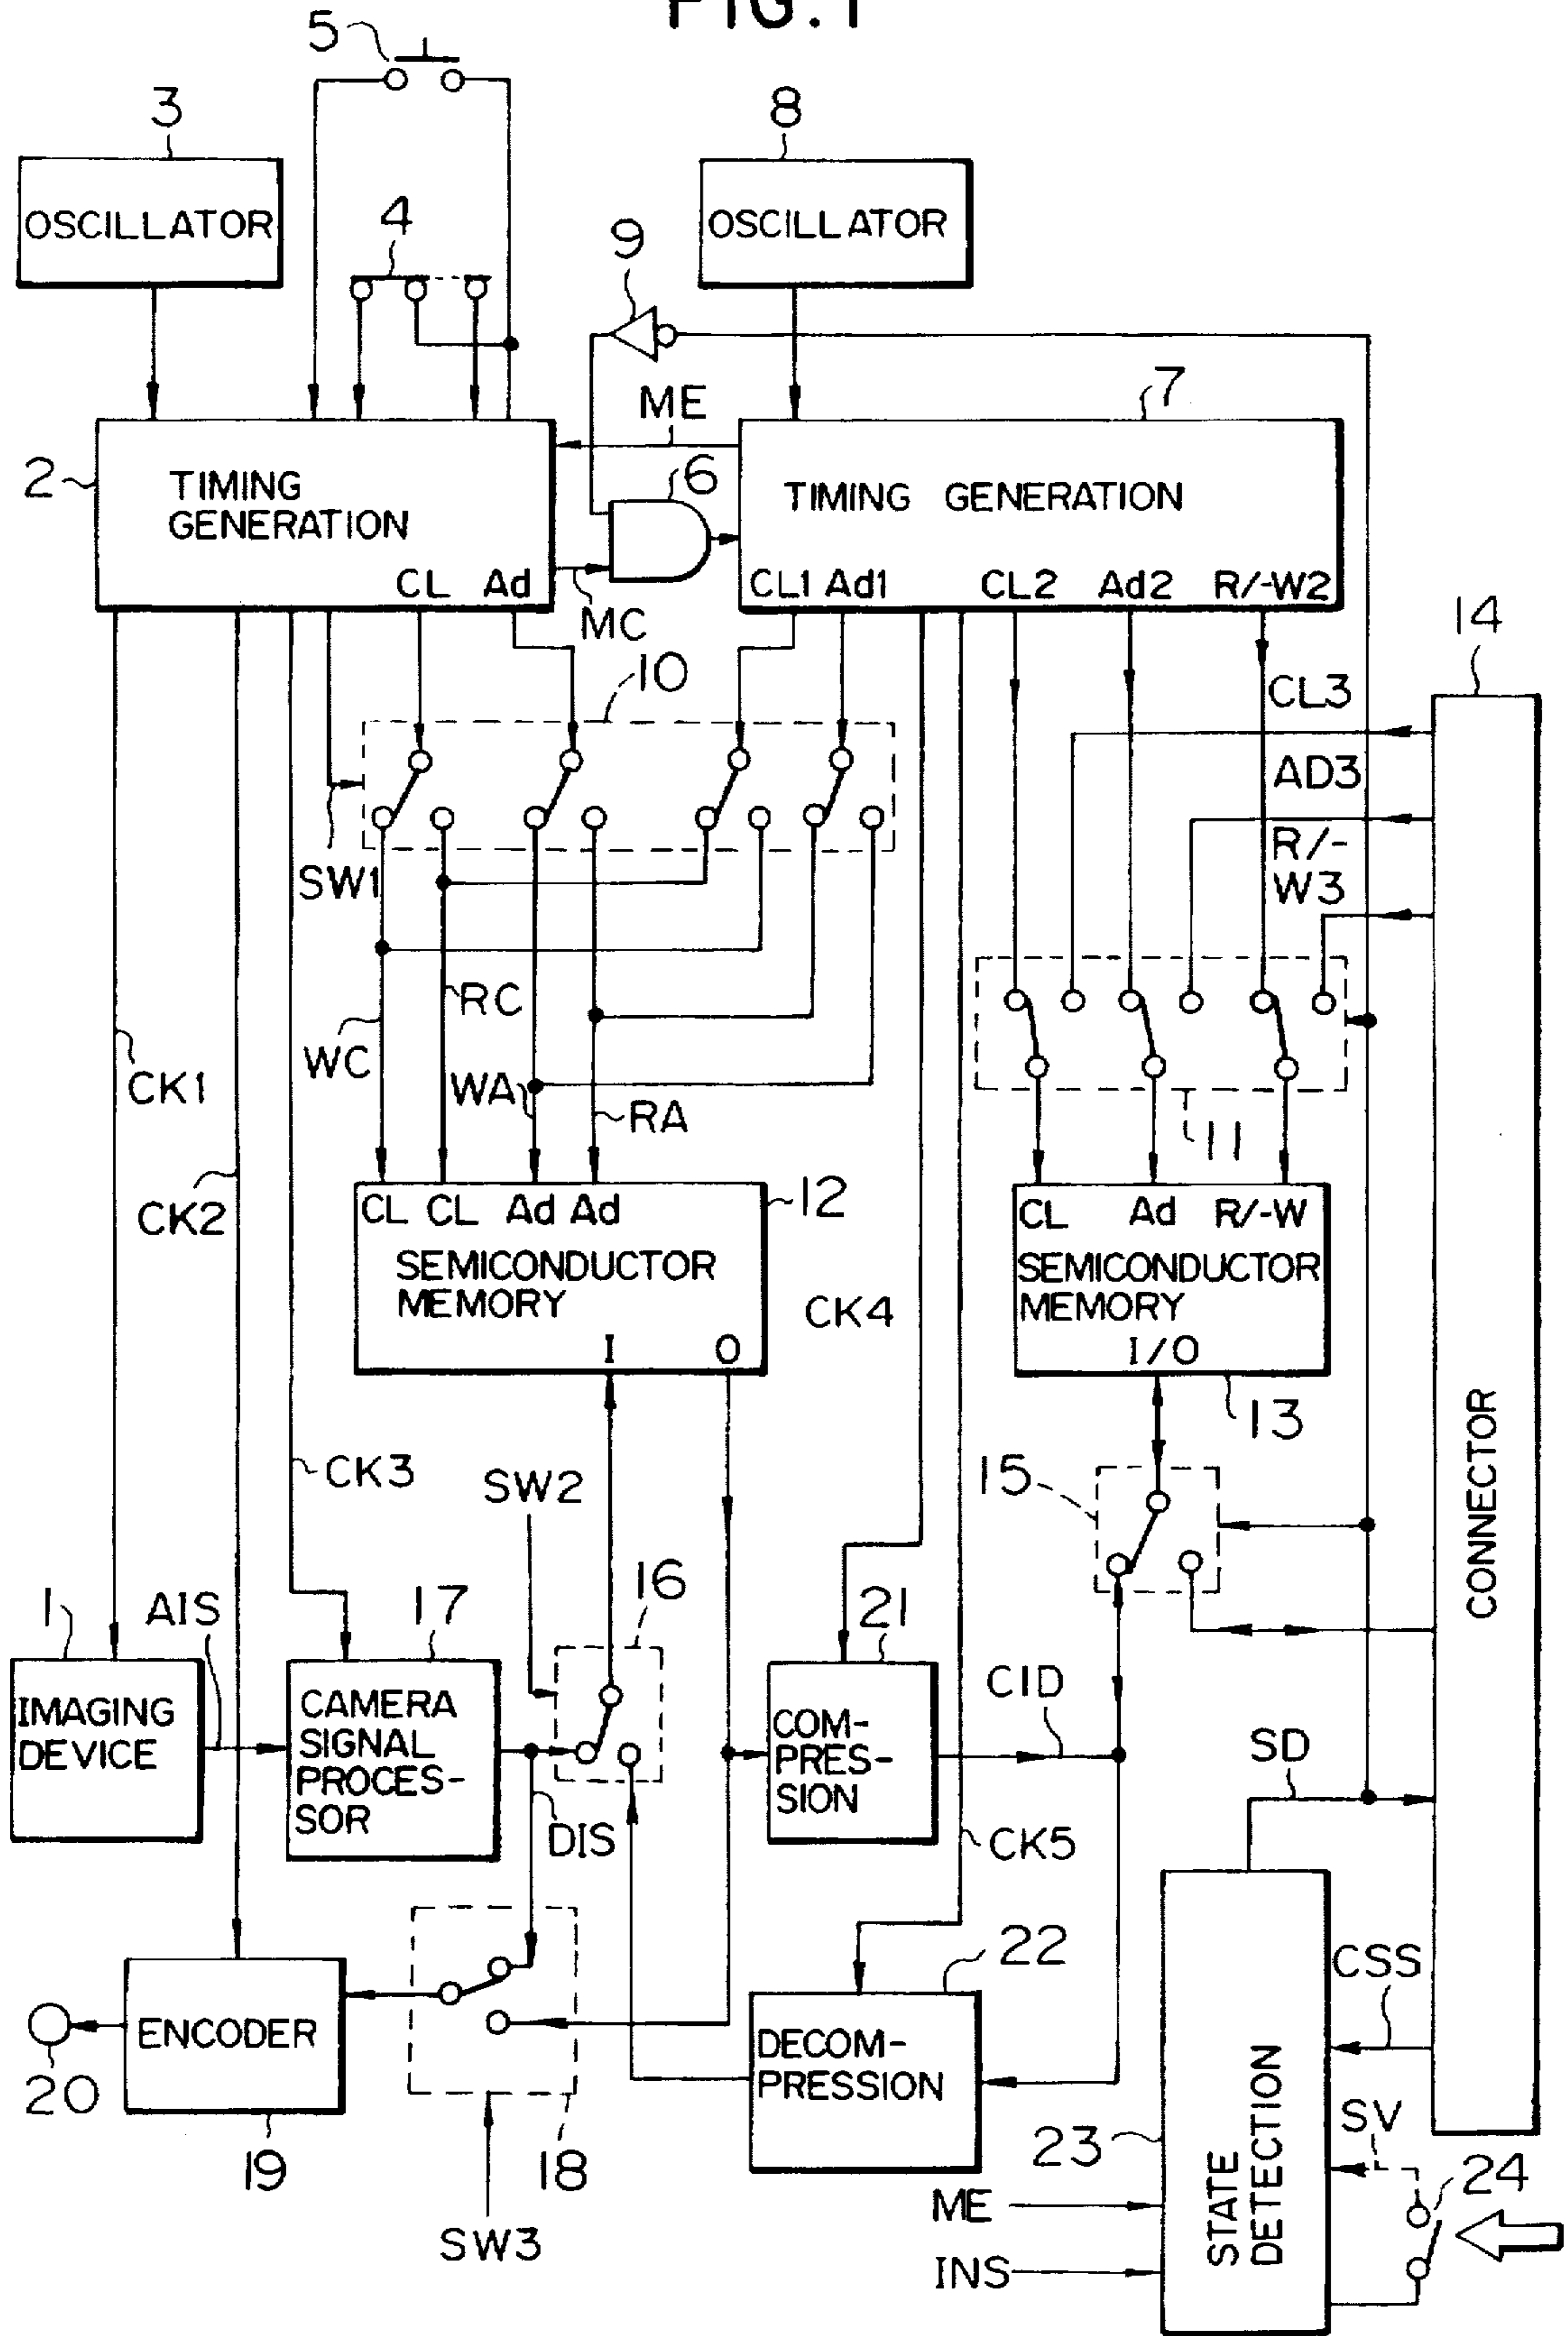 FIG.1
5
3
8
OSCILLATOR
4
9
OSCILLATOR
7
ME
2
TIMING
GENERATION
6
TIMING GENERATION
CL Ad
MC
CL1 Ad1 CL2 Ad2 R/-W2
14
10
CL3
AD3
SW1
R/-
W3
RC
WC
CK1
WA
RA
11
CK2
12
CL CL Ad Ad
SEMICONDUCTOR
MEMORY
I O
CL Ad R/-W
SEMICONDUCTOR
MEMORY
I/O
CK4
13
CONNECTOR
CK3
SW2
15
1
AIS
17
16
21
IMAGING
DEVICE
CAMERA
SIGNAL
PROCES-
SOR
COM-
PRES-
SION
CID
SD
DIS
CK5
22
CSS
ENCODER
DECOM-
PRESSION
20
19
18
SW3
23
SV
24
STATE
DETECTION
ME
INS